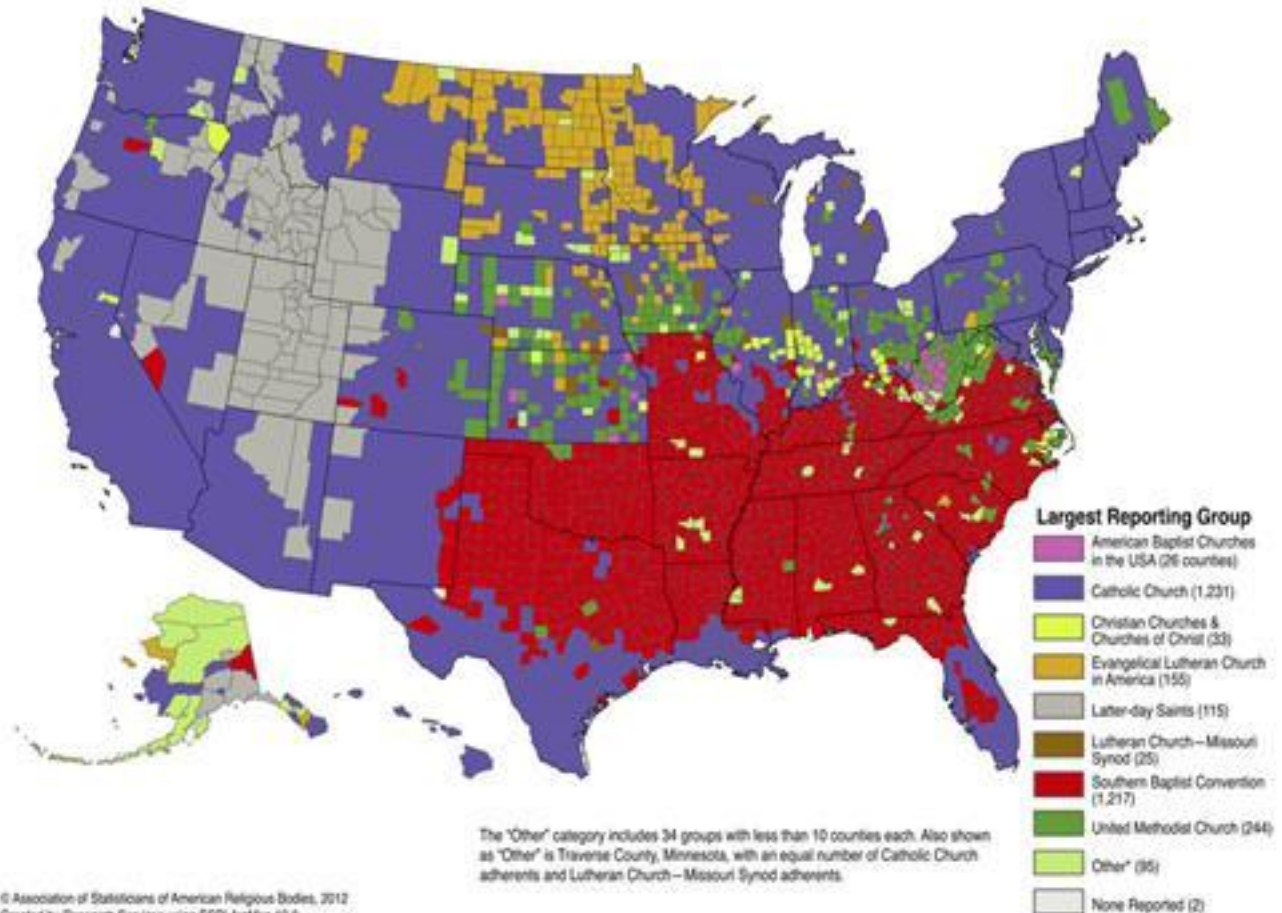 Largest Reporting Group
American Baptist Churches
in the USA (26 counties)
Catholic Church (1,231)
Christian Churches &
Churches of Christ (33)
Evangelical Lutheran Church
in America (155)
Latter-day Saints (115)
Lutheran Church—Missouri
Synod (25)
Southern Baptist Convention
(1,217)
United Methodist Church (244)
Other* (95)
None Reported (2)
The "Other" category includes 34 groups with less than 10 counties each. Also shown
as "Other" is Traverse County, Minnesota, with an equal number of Catholic Church
adherents and Lutheran Church—Missouri Synod adherents.
© Association of Statisticians of American Religious Bodies, 2012